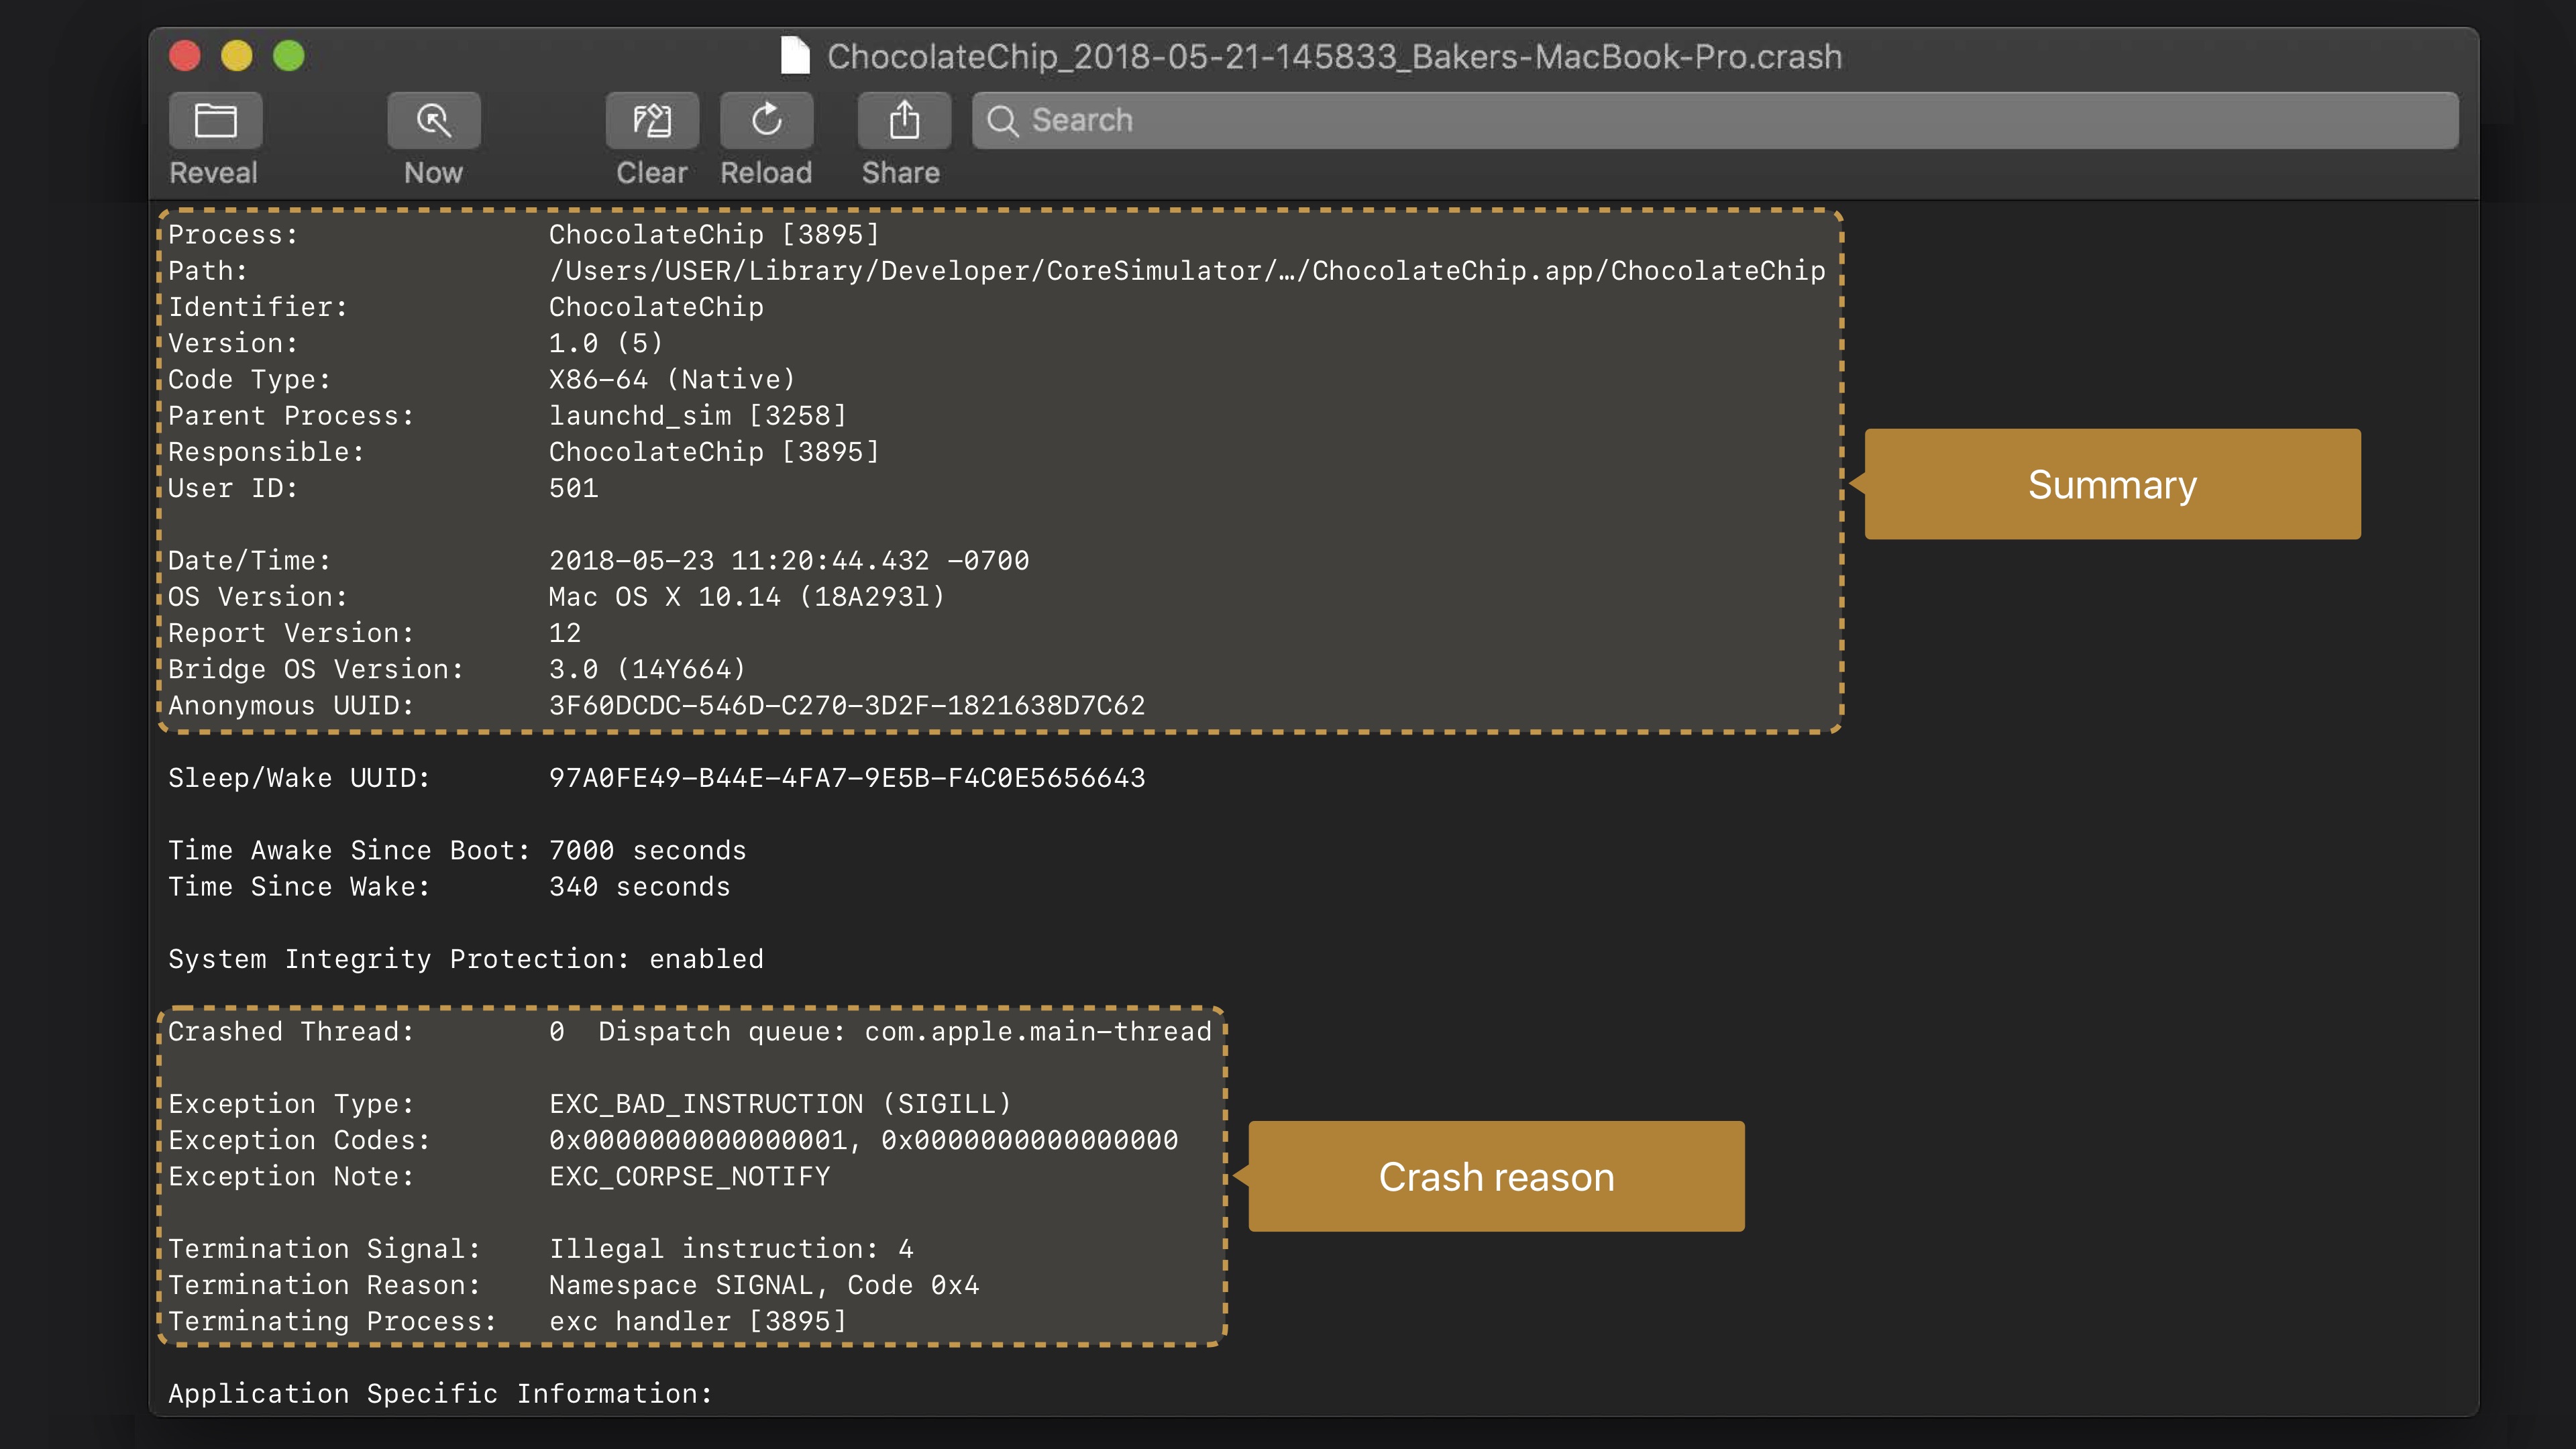 ChocolateChip_2018-05-21-145833_Bakers-MacBook-Pro.crash
Reveal Now Clear Reload Share Search
Process: ChocolateChip [3895]
Path: /Users/USER/Library/Developer/CoreSimulator/…/ChocolateChip.app/ChocolateChip
Identifier: ChocolateChip
Version: 1.0 (5)
Code Type: X86-64 (Native)
Parent Process: launchd_sim [3258]
Responsible: ChocolateChip [3895]
User ID: 501
Summary
Date/Time: 2018-05-23 11:20:44.432 -0700
OS Version: Mac OS X 10.14 (18A293l)
Report Version: 12
Bridge OS Version: 3.0 (14Y664)
Anonymous UUID: 3F60DCDC-546D-C270-3D2F-1821638D7C62
Sleep/Wake UUID: 97A0FE49-B44E-4FA7-9E5B-F4C0E5656643
Time Awake Since Boot: 7000 seconds
Time Since Wake: 340 seconds
System Integrity Protection: enabled
Crashed Thread: 0 Dispatch queue: com.apple.main-thread
Exception Type: EXC_BAD_INSTRUCTION (SIGILL)
Exception Codes: 0x0000000000000001, 0x0000000000000000
Exception Note: EXC_CORPSE_NOTIFY
Crash reason
Termination Signal: Illegal instruction: 4
Termination Reason: Namespace SIGNAL, Code 0x4
Terminating Process: exc handler [3895]
Application Specific Information: